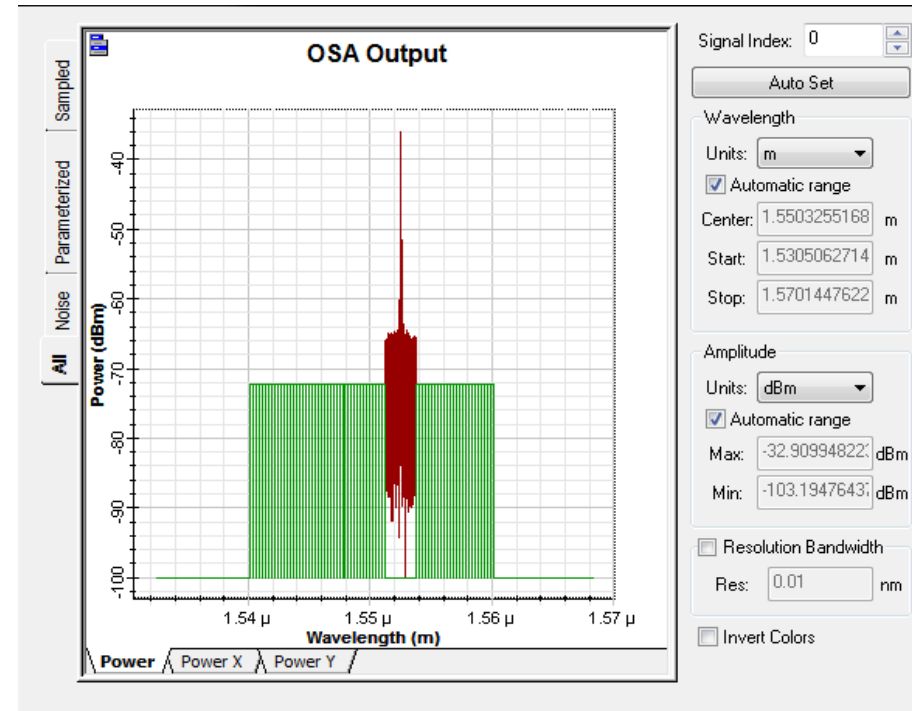 OSA Output
Sampled
Parameterized
Noise
All
Power (dBm)
-40
-50
-60
-70
-80
-90
-100
1.54 µ
1.55 µ
1.56 µ
1.57 µ
Wavelength (m)
Power
Power X
Power Y
Signal Index: 0
Auto Set
Wavelength
Units: m
Automatic range
Center: 1.5503255168 m
Start: 1.5305062714 m
Stop: 1.5701447622 m
Amplitude
Units: dBm
Automatic range
Max: -32.90994822 dBm
Min: -103.1947643 dBm
Resolution Bandwidth
Res: 0.01 nm
Invert Colors